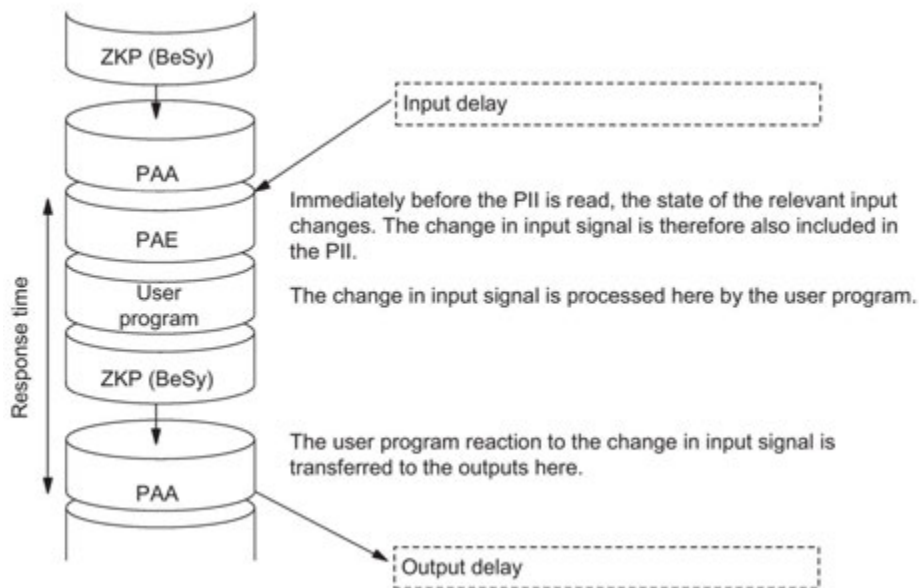 ZKP (BeSy)
Input delay
PAA
Immediately before the PII is read, the state of the relevant input
changes. The change in input signal is therefore also included in
the PII.
PAE
Response time
User
program
The change in input signal is processed here by the user program.
ZKP (BeSy)
The user program reaction to the change in input signal is
transferred to the outputs here.
PAA
Output delay